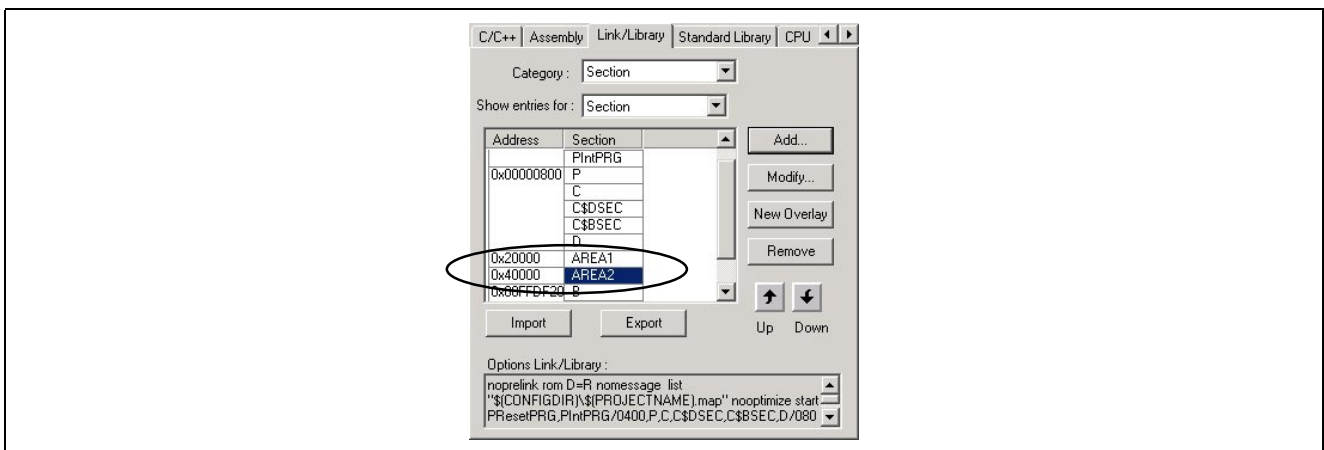 C/C++ Assembly Link/Library Standard Library CPU
Category : Section
Show entries for : Section
Address Section
PIntPRG
0x00000800 P
C
C$DSEC
C$BSEC
D
0x20000 AREA1
0x40000 AREA2
0x00FFDF20 B
Add...
Modify...
New Overlay
Remove
Up Down
Import Export
Options Link/Library :
noprelink rom D=R nomessage list
"$(CONFIGDIR)\$(PROJECTNAME).map" nooptimize start
PResetPRG,PIntPRG/0400,P,C,C$DSEC,C$BSEC,D/080